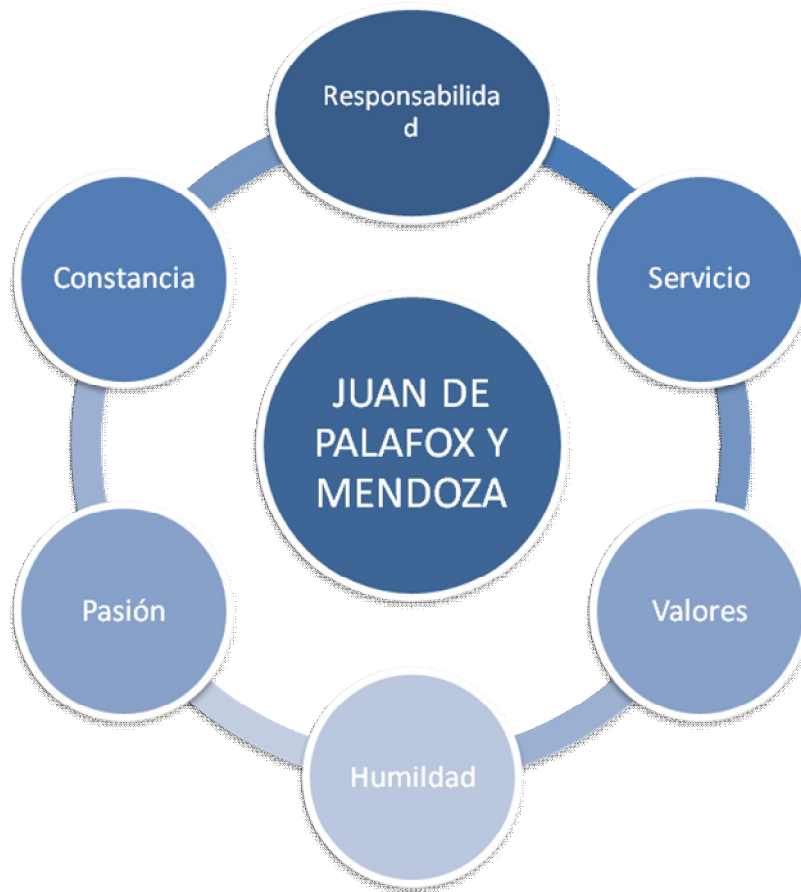 Responsabilida
d
Constancia
Servicio
JUAN DE
PALAFOX Y
MENDOZA
Pasión
Valores
Humildad